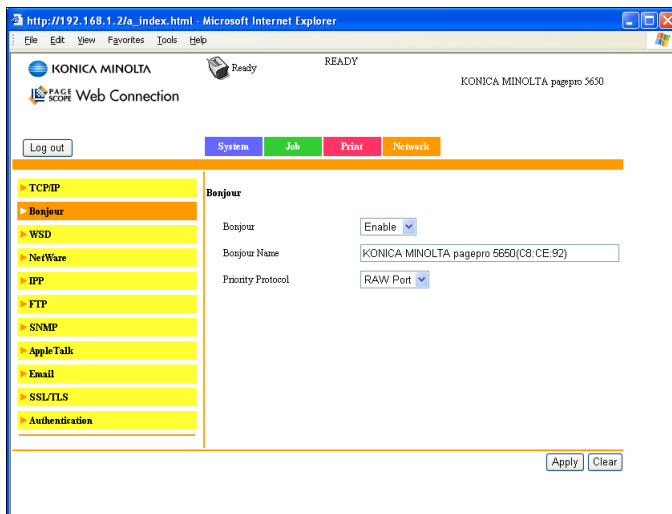 http://192.168.1.2/a_index.html - Microsoft Internet Explorer
File Edit View Favorites Tools Help
KONICA MINOLTA
Ready
READY
KONICA MINOLTA pagepro 5650
PAGE SCOPE Web Connection
Log out
System Job Print Network
TCP/IP
Bonjour
WSD
NetWare
IPP
FTP
SNMP
AppleTalk
Email
SSL/TLS
Authentication
Bonjour
Bonjour Enable
Bonjour Name KONICA MINOLTA pagepro 5650(C8:CE:92)
Priority Protocol RAW Port
Apply Clear